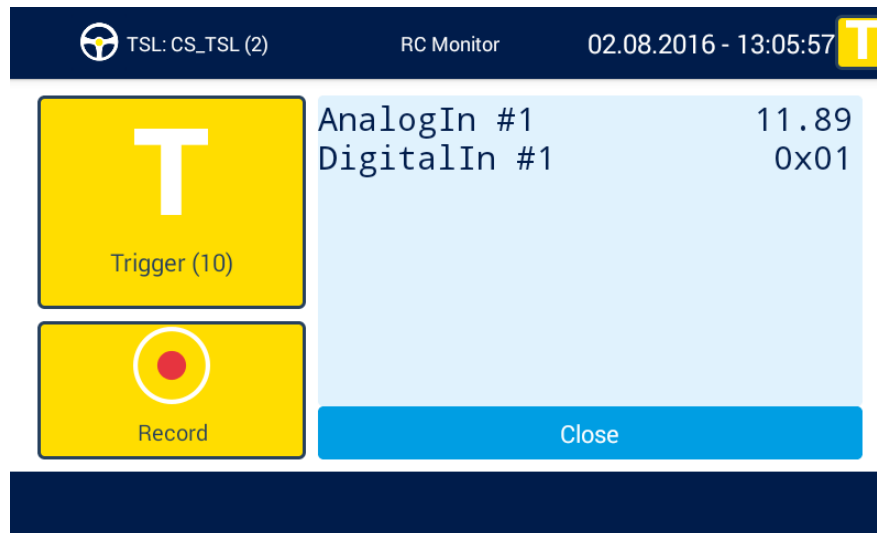 TSL: CS_TSL (2)
RC Monitor
02.08.2016 - 13:05:57
T
T
Trigger (10)
Record
AnalogIn #1 11.89
DigitalIn #1 0x01
Close